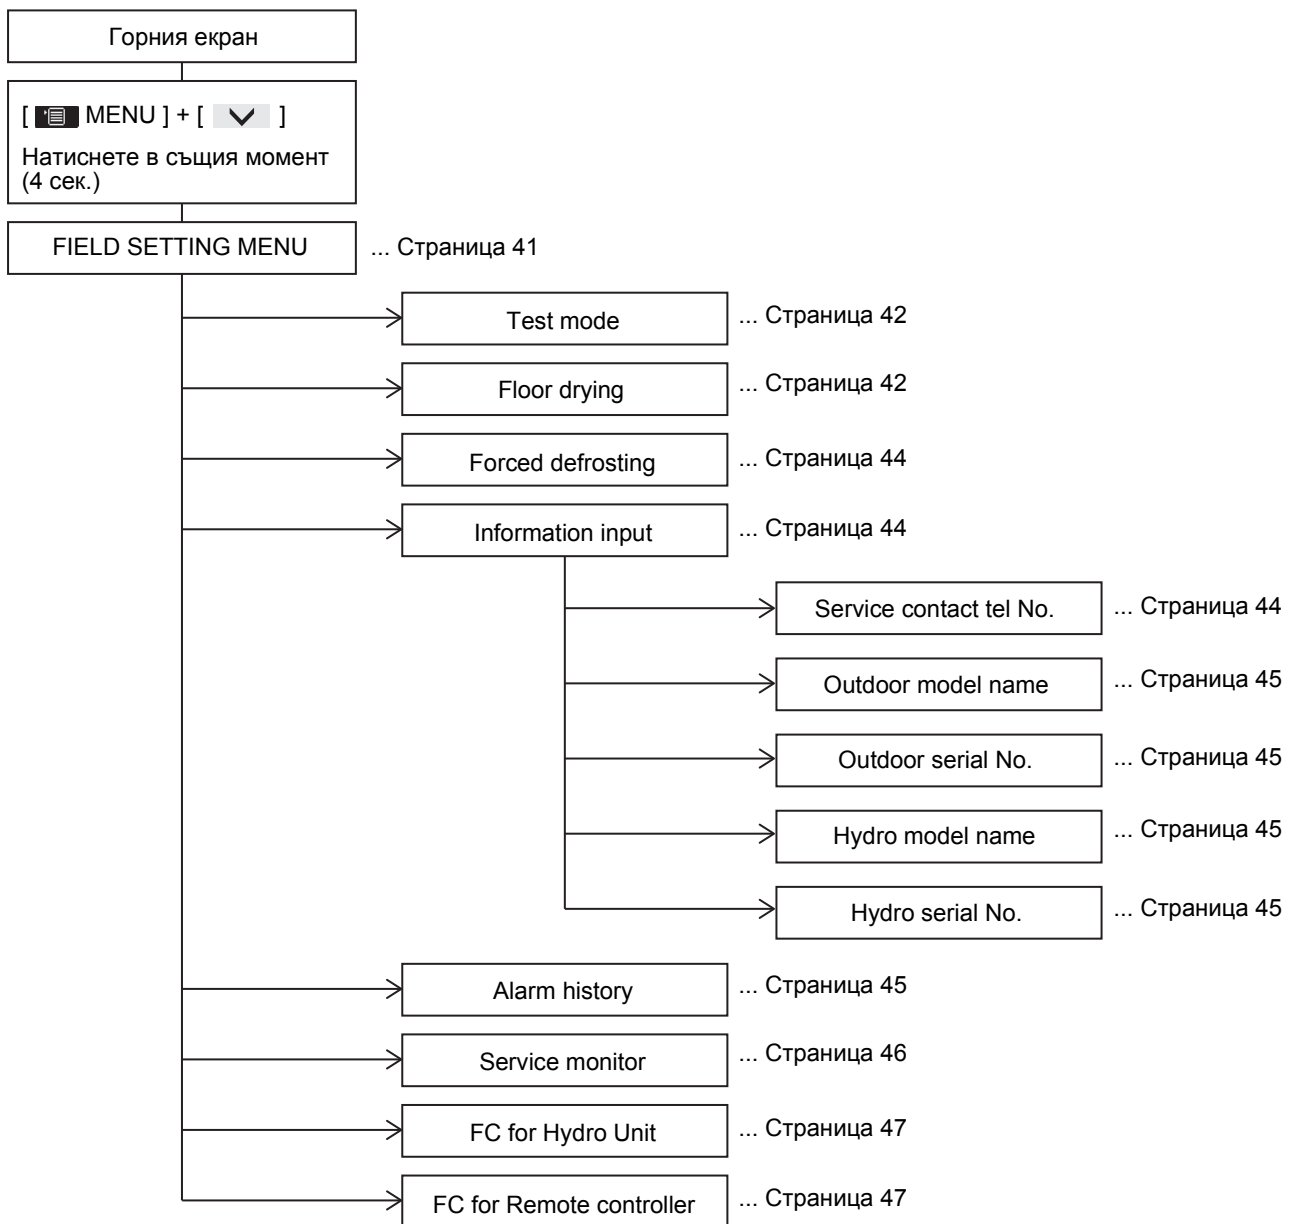 Горния екран
[ MENU ] + [ ]
Натиснете в същия момент
(4 сек.)
FIELD SETTING MENU ... Страница 41
Test mode ... Страница 42
Floor drying ... Страница 42
Forced defrosting ... Страница 44
Information input ... Страница 44
Service contact tel No. ... Страница 44
Outdoor model name ... Страница 45
Outdoor serial No. ... Страница 45
Hydro model name ... Страница 45
Hydro serial No. ... Страница 45
Alarm history ... Страница 45
Service monitor ... Страница 46
FC for Hydro Unit ... Страница 47
FC for Remote controller ... Страница 47